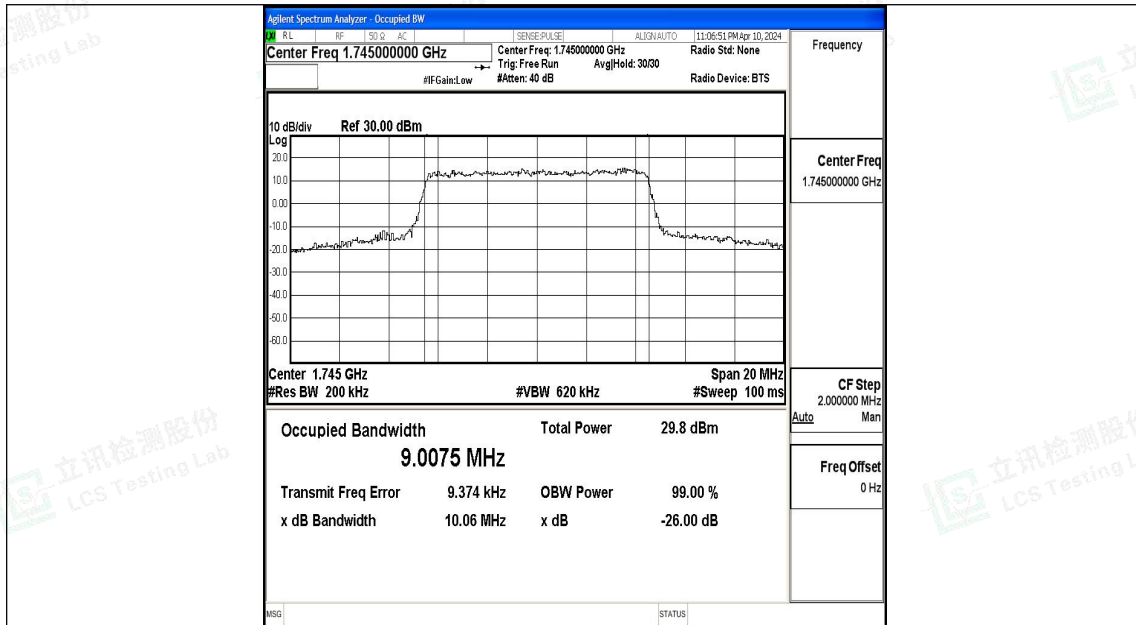 Agilent Spectrum Analyzer - Occupied BW
LXI RL RF 50 Ω AC SENSE:PULSE ALIGN AUTO 11:06:51 PM Apr 10, 2024
Center Freq 1.745000000 GHz
Center Freq: 1.745000000 GHz Radio Std: None
Trig: Free Run Avg|Hold: 30/30
#IFGain:Low #Atten: 40 dB Radio Device: BTS
10 dB/div Ref 30.00 dBm
Log
20.0
10.0
0.00
-10.0
-20.0
-30.0
-40.0
-50.0
-60.0
Center 1.745 GHz Span 20 MHz
#Res BW 200 kHz #VBW 620 kHz #Sweep 100 ms
Occupied Bandwidth Total Power 29.8 dBm
9.0075 MHz
Transmit Freq Error 9.374 kHz OBW Power 99.00 %
x dB Bandwidth 10.06 MHz x dB -26.00 dB
MSG STATUS
Frequency
Center Freq
1.745000000 GHz
CF Step
2.000000 MHz
Auto Man
Freq Offset
0 Hz
立讯检测股份
LCS Testing Lab
立讯检测股份
LCS Testing L